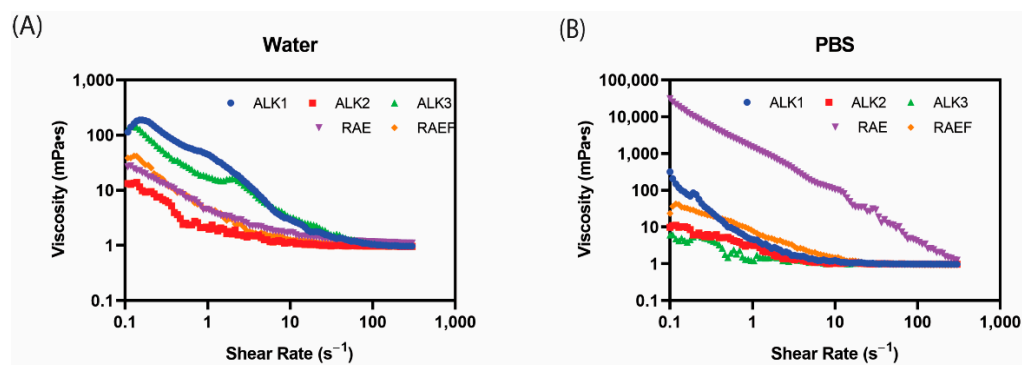 (A)
Water
1,000
100
10
1
0.1
Viscosity (mPa•s)
ALK1 ALK2 ALK3
RAE RAEF
0.1 1 10 100 1,000
Shear Rate (s⁻¹)
(B)
PBS
100,000
10,000
1,000
100
10
1
0.1
Viscosity (mPa•s)
ALK1 ALK2 ALK3
RAE RAEF
0.1 1 10 100 1,000
Shear Rate (s⁻¹)